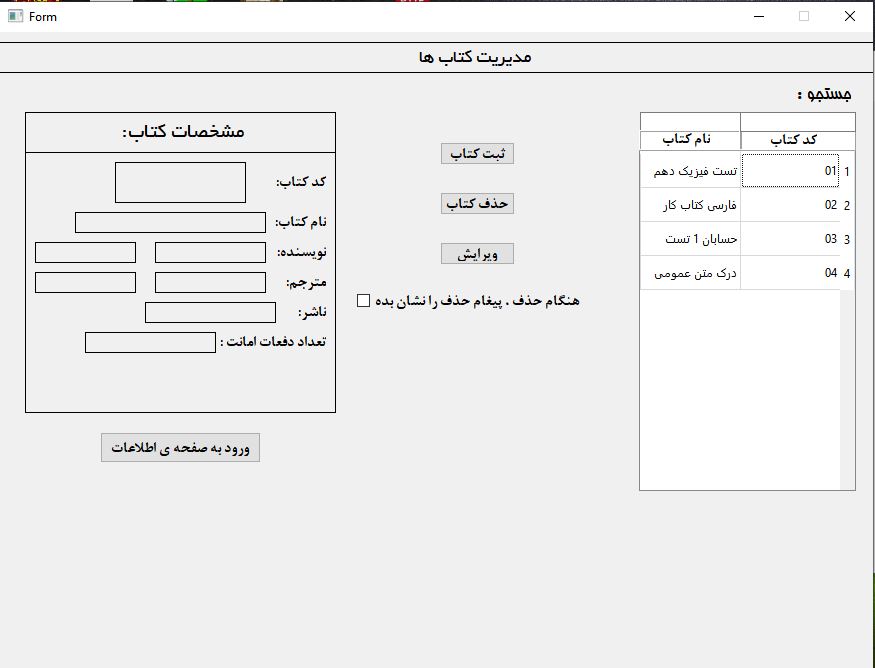 Form
مدیریت کتاب ها
جستجو :
کد کتاب نام کتاب
1 01 تست فیزیک دهم
2 02 فارسی کتاب کار
3 03 حسابان 1 تست
4 04 درک متن عمومی
ثبت کتاب
حذف کتاب
ویرایش
هنگام حذف . پیغام حذف را نشان بده
مشخصات کتاب:
کد کتاب:
نام کتاب:
نویسنده:
مترجم:
ناشر:
تعداد دفعات امانت :
ورود به صفحه ی اطلاعات